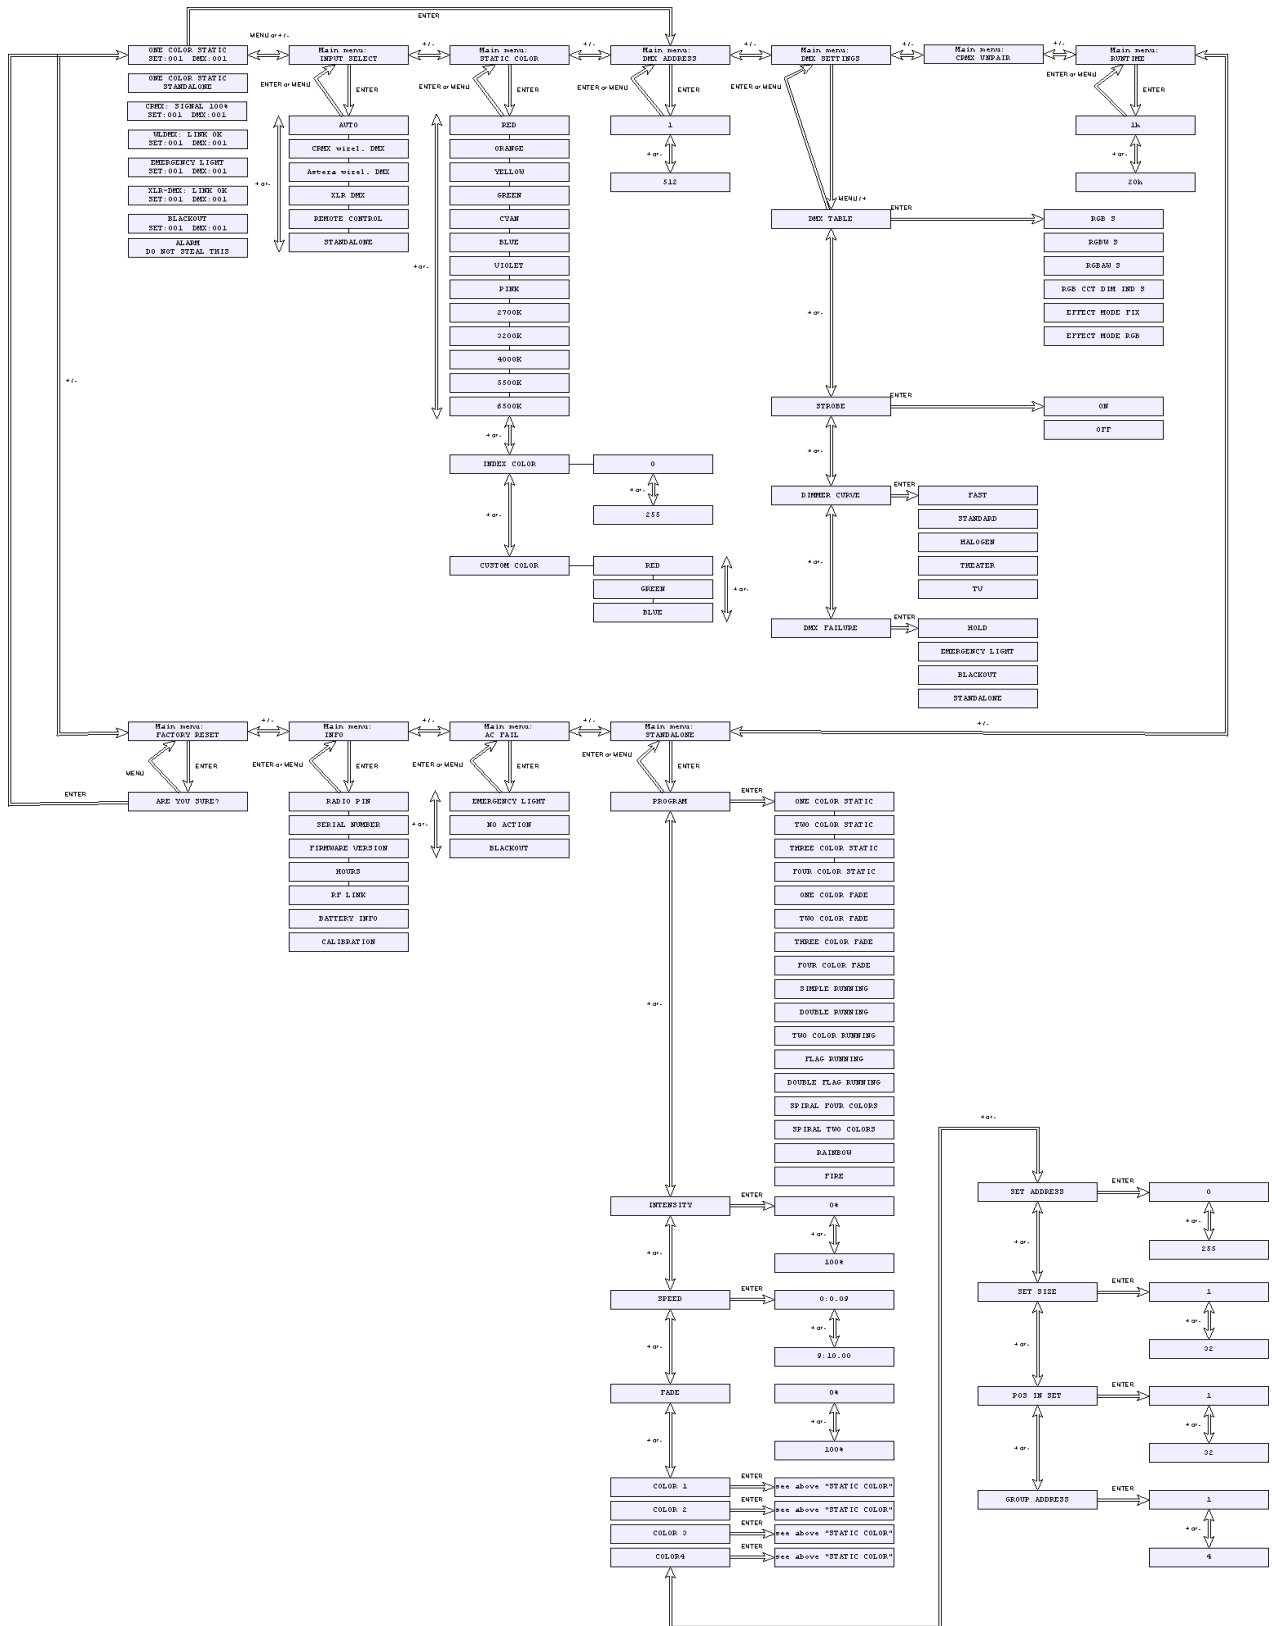 ENTER
MENU or +/-
+/-
+/-
+/-
+/-
+/-
ONE COLOR STATIC
SET:001 DMX:001
Main menu:
INPUT SELECT
Main menu:
STATIC COLOR
Main menu:
DMX ADDRESS
Main menu:
DMX SETTINGS
Main menu:
CRMX UNPAIR
Main menu:
RUNTIME
ONE COLOR STATIC
STANDALONE
CRMX: SIGNAL 100%
SET:001 DMX:001
WLDMX: LINK OK
SET:001 DMX:001
EMERGENCY LIGHT
SET:001 DMX:001
XLR-DMX: LINK OK
SET:001 DMX:001
BLACKOUT
SET:001 DMX:001
ALARM
DO NOT STEAL THIS
ENTER or MENU
ENTER
+ or -
AUTO
CRMX wirel. DMX
Astera wirel. DMX
XLR DMX
REMOTE CONTROL
STANDALONE
ENTER or MENU
ENTER
+ or -
RED
ORANGE
YELLOW
GREEN
CYAN
BLUE
VIOLET
PINK
2700K
3200K
4000K
5500K
6500K
+ or -
INDEX COLOR
0
+ or -
255
+ or -
CUSTOM COLOR
RED
GREEN
BLUE
+ or -
ENTER or MENU
ENTER
1
+ or -
512
ENTER or MENU
MENU / +
DMX TABLE
ENTER
RGB S
RGBW S
RGBAW S
RGB CCT DIM IND S
EFFECT MODE FIX
EFFECT MODE RGB
+ or -
STROBE
ENTER
ON
OFF
+ or -
DIMMER CURVE
ENTER
FAST
STANDARD
HALOGEN
THEATER
TV
+ or -
DMX FAILURE
ENTER
HOLD
EMERGENCY LIGHT
BLACKOUT
STANDALONE
ENTER or MENU
ENTER
1h
+ or -
20h
+/-
+/-
+/-
+/-
+/-
Main menu:
FACTORY RESET
Main menu:
INFO
Main menu:
AC FAIL
Main menu:
STANDALONE
MENU
ENTER
ENTER
ARE YOU SURE?
ENTER or MENU
ENTER
RADIO PIN
SERIAL NUMBER
FIRMWARE VERSION
HOURS
RF LINK
BATTERY INFO
CALIBRATION
ENTER or MENU
ENTER
+ or -
EMERGENCY LIGHT
NO ACTION
BLACKOUT
ENTER or MENU
ENTER
PROGRAM
ENTER
ONE COLOR STATIC
TWO COLOR STATIC
THREE COLOR STATIC
FOUR COLOR STATIC
ONE COLOR FADE
TWO COLOR FADE
THREE COLOR FADE
FOUR COLOR FADE
SIMPLE RUNNING
DOUBLE RUNNING
TWO COLOR RUNNING
FLAG RUNNING
DOUBLE FLAG RUNNING
SPIRAL FOUR COLORS
SPIRAL TWO COLORS
RAINBOW
FIRE
+ or -
INTENSITY
ENTER
0%
+ or -
100%
+ or -
SPEED
ENTER
0:0.09
+ or -
9:10.00
+ or -
FADE
0%
+ or -
100%
+ or -
COLOR 1
ENTER
see above "STATIC COLOR"
COLOR 2
ENTER
see above "STATIC COLOR"
COLOR 3
ENTER
see above "STATIC COLOR"
COLOR4
ENTER
see above "STATIC COLOR"
+ or -
SET ADDRESS
ENTER
0
+ or -
255
+ or -
SET SIZE
ENTER
1
+ or -
32
+ or -
POS IN SET
ENTER
1
+ or -
32
+ or -
GROUP ADDRESS
ENTER
1
+ or -
4